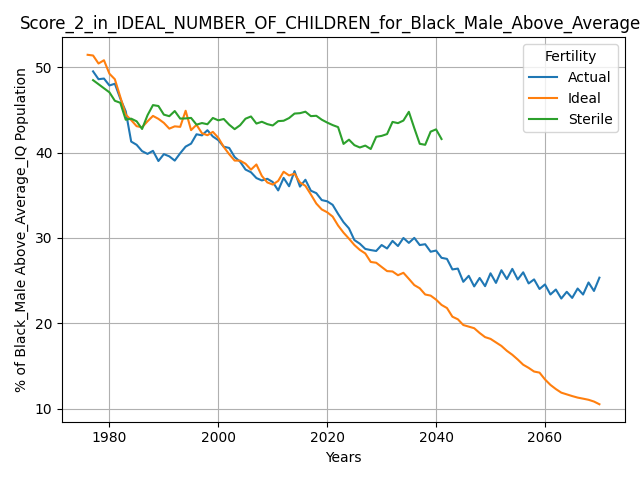 Score_2_in_IDEAL_NUMBER_OF_CHILDREN_for_Black_Male_Above_Average
% of Black_Male Above_Average_IQ Population
50
40
30
20
10
Fertility
Actual
Ideal
Sterile
1980
2000
2020
2040
2060
Years